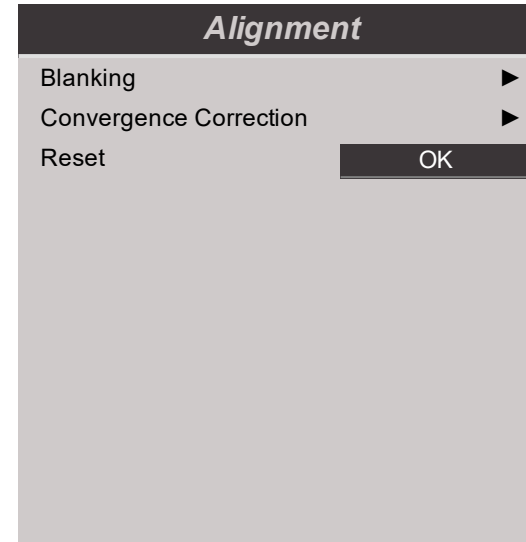 Alignment
Blanking ►
Convergence Correction ►
Reset OK